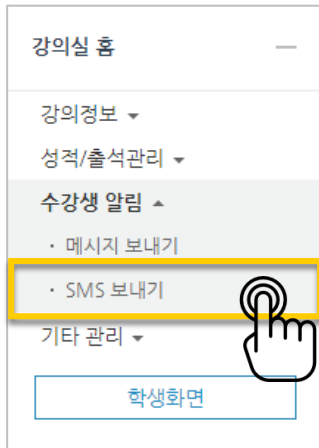 강의실 홈
강의정보
성적/출석관리
수강생 알림
· 메시지 보내기
· SMS 보내기
기타 관리
학생화면